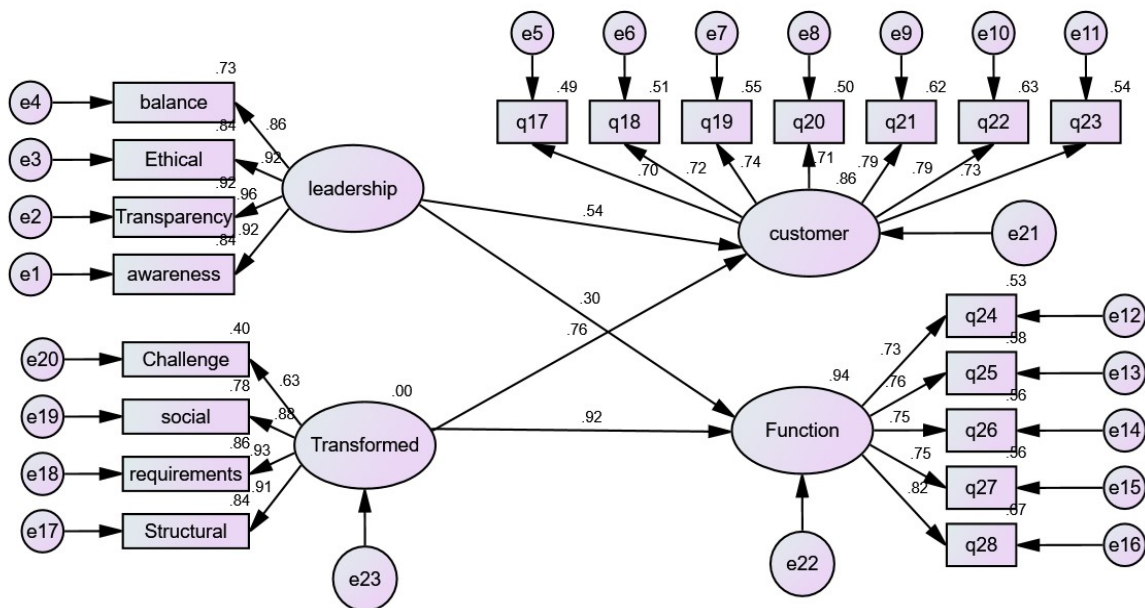 e5
e6
e7
e8
e9
e10
e11
.49
.51
.55
.50
.62
.63
.54
q17
q18
q19
q20
q21
q22
q23
.70
.72
.74
.71
.79
.79
.73
.86
customer
e21
.73
e4
balance
.86
.84
e3
Ethical
.92
.92
e2
Transparency
.96
.84
e1
awareness
.92
leadership
.54
.30
.76
.92
.40
e20
Challenge
.63
.78
e19
social
.88
.86
e18
requirements
.93
.84
e17
Structural
.91
.00
Transformed
e23
.94
Function
e22
.53
q24
e12
.73
.58
q25
e13
.76
.56
q26
e14
.75
.56
q27
e15
.75
.67
q28
e16
.82